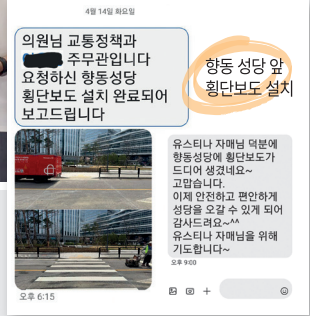 4월 14일 화요일
의원님 교통정책과
주무관입니다
요청하신 향동성당
횡단보도 설치 완료되어
보고드립니다
향동 성당 앞
횡단보도 설치
유스티나 자매님 덕분에
향동성당에 횡단보도가
드디어 생겼네요~
고맙습니다.
이제 안전하고 편안하게
성당을 오갈 수 있게 되어
감사드려요~^^
유스티나 자매님을 위해
기도합니다~
오후 9:00
오후 6:15